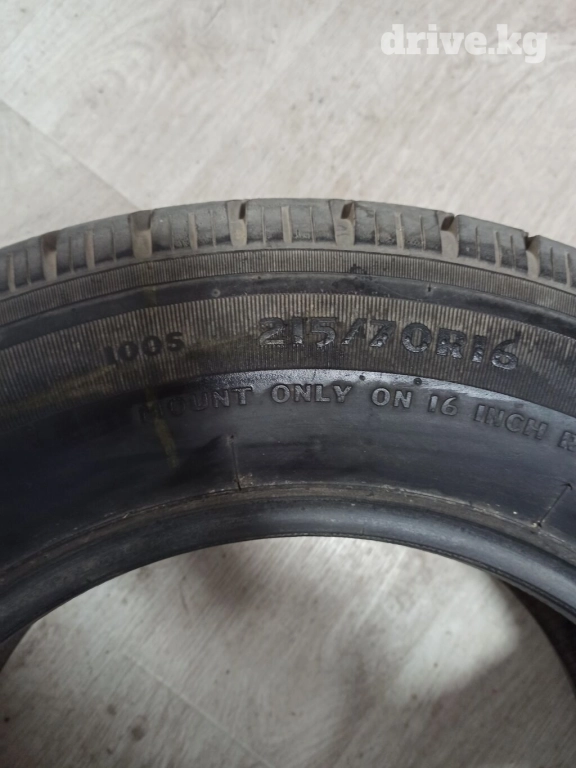 drive.kg
100S 215/70R16
MOUNT ONLY ON 16 INCH